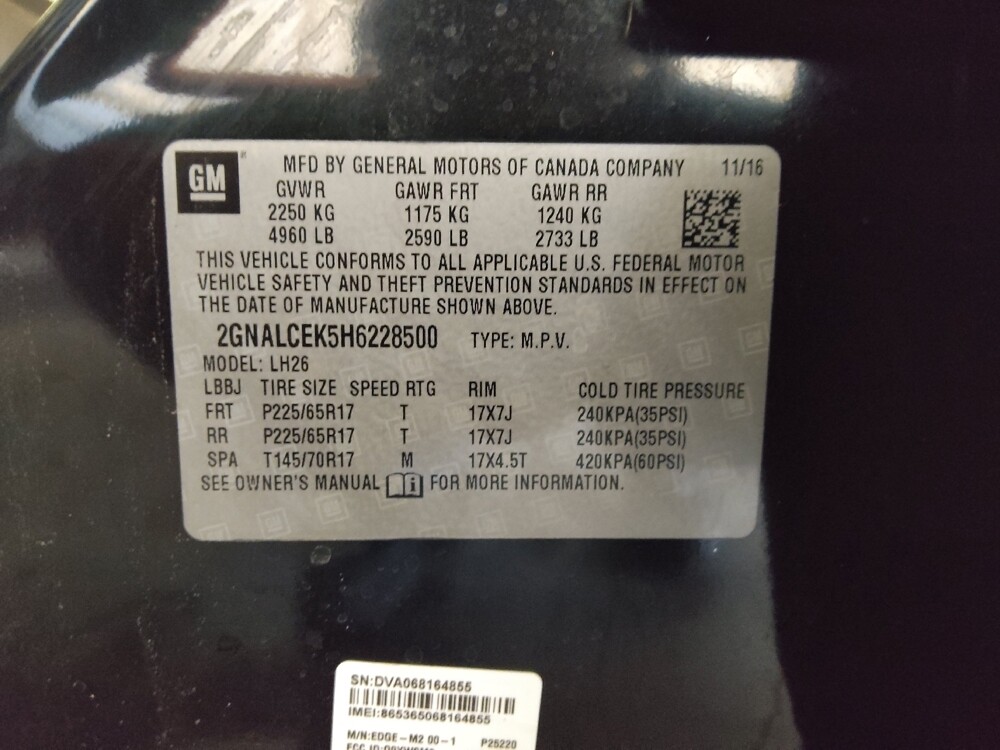 GM MFD BY GENERAL MOTORS OF CANADA COMPANY 11/16
GVWR GAWR FRT GAWR RR
2250 KG 1175 KG 1240 KG
4960 LB 2590 LB 2733 LB
THIS VEHICLE CONFORMS TO ALL APPLICABLE U.S. FEDERAL MOTOR
VEHICLE SAFETY AND THEFT PREVENTION STANDARDS IN EFFECT ON
THE DATE OF MANUFACTURE SHOWN ABOVE.
2GNALCEK5H6228500 TYPE: M.P.V.
MODEL: LH26
LBBJ TIRE SIZE SPEED RTG RIM COLD TIRE PRESSURE
FRT P225/65R17 T 17X7J 240KPA(35PSI)
RR P225/65R17 T 17X7J 240KPA(35PSI)
SPA T145/70R17 M 17X4.5T 420KPA(60PSI)
SEE OWNER'S MANUAL FOR MORE INFORMATION.
SN:DVA068164855
IMEI:865365068164855
M/N:EDGE-M2 00-1 P25220
FCC ID: